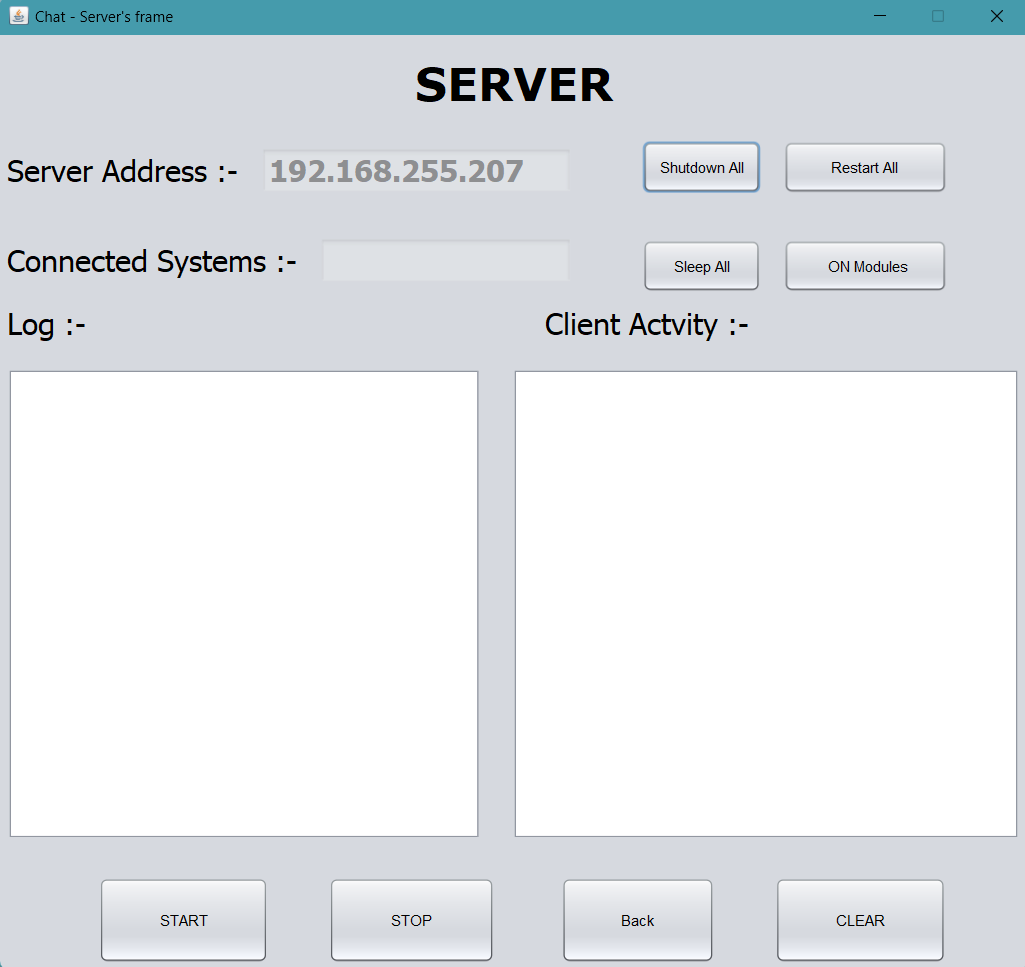 Chat - Server's frame
SERVER
Server Address :- 192.168.255.207
Shutdown All Restart All
Connected Systems :-
Sleep All ON Modules
Log :- Client Actvity :-
START STOP Back CLEAR